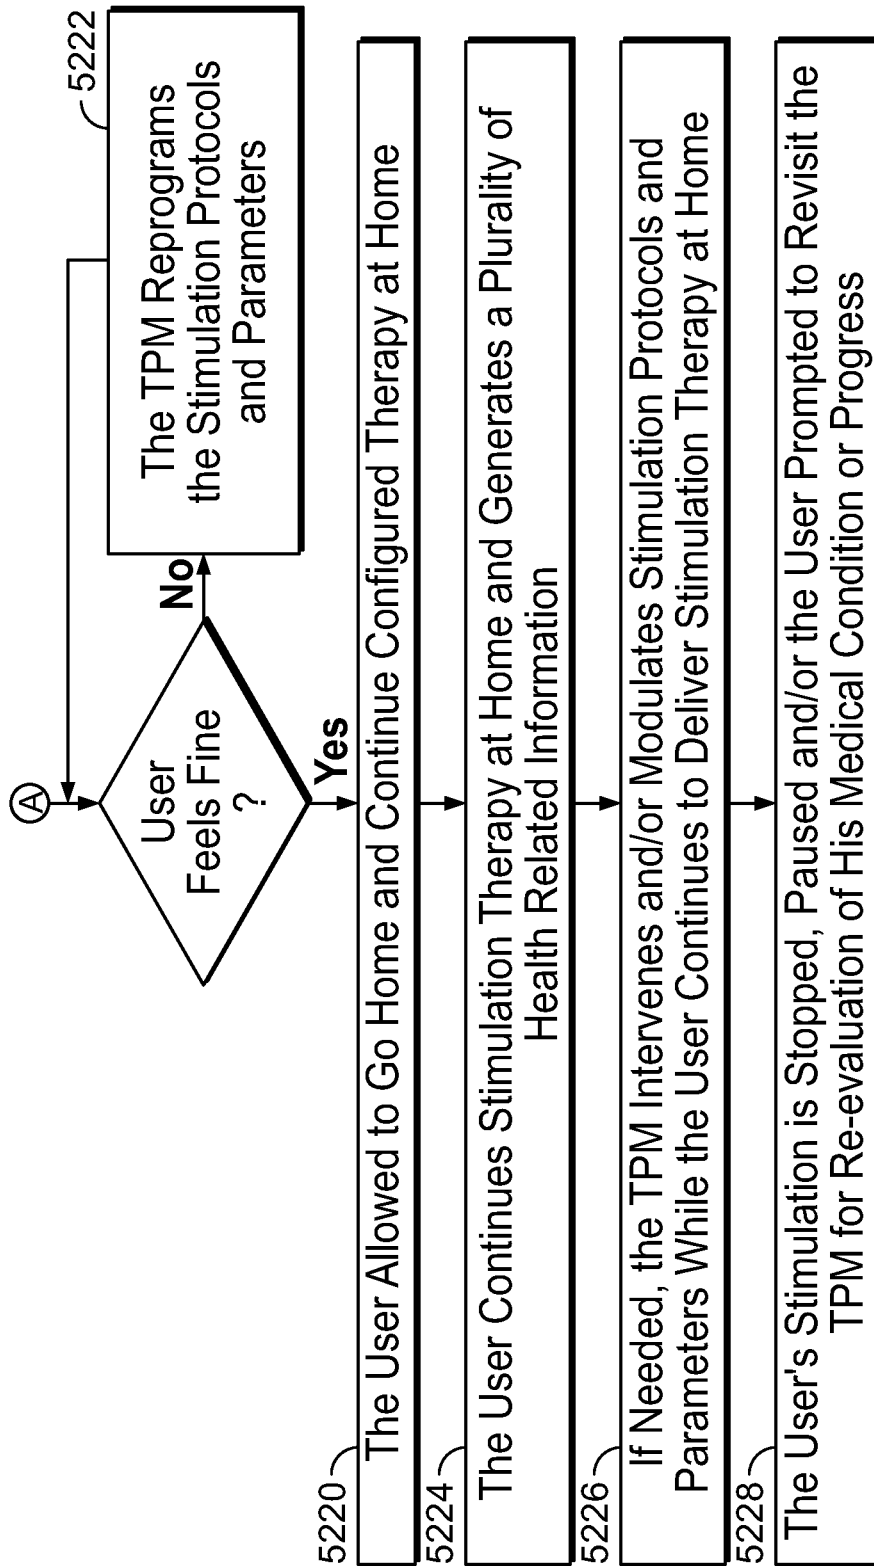 A
User
Feels Fine
?
No
Yes
5222
The TPM Reprograms
the Stimulation Protocols
and Parameters
5220
The User Allowed to Go Home and Continue Configured Therapy at Home
5224
The User Continues Stimulation Therapy at Home and Generates a Plurality of
Health Related Information
5226
If Needed, the TPM Intervenes and/or Modulates Stimulation Protocols and
Parameters While the User Continues to Deliver Stimulation Therapy at Home
5228
The User's Stimulation is Stopped, Paused and/or the User Prompted to Revisit the
TPM for Re-evaluation of His Medical Condition or Progress